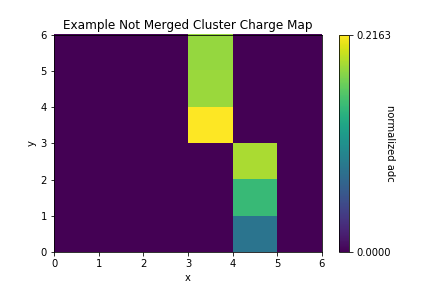 Example Not Merged Cluster Charge Map
6
5
4
3
2
1
0
y
0 1 2 3 4 5 6
x
0.2163
0.0000
normalized adc